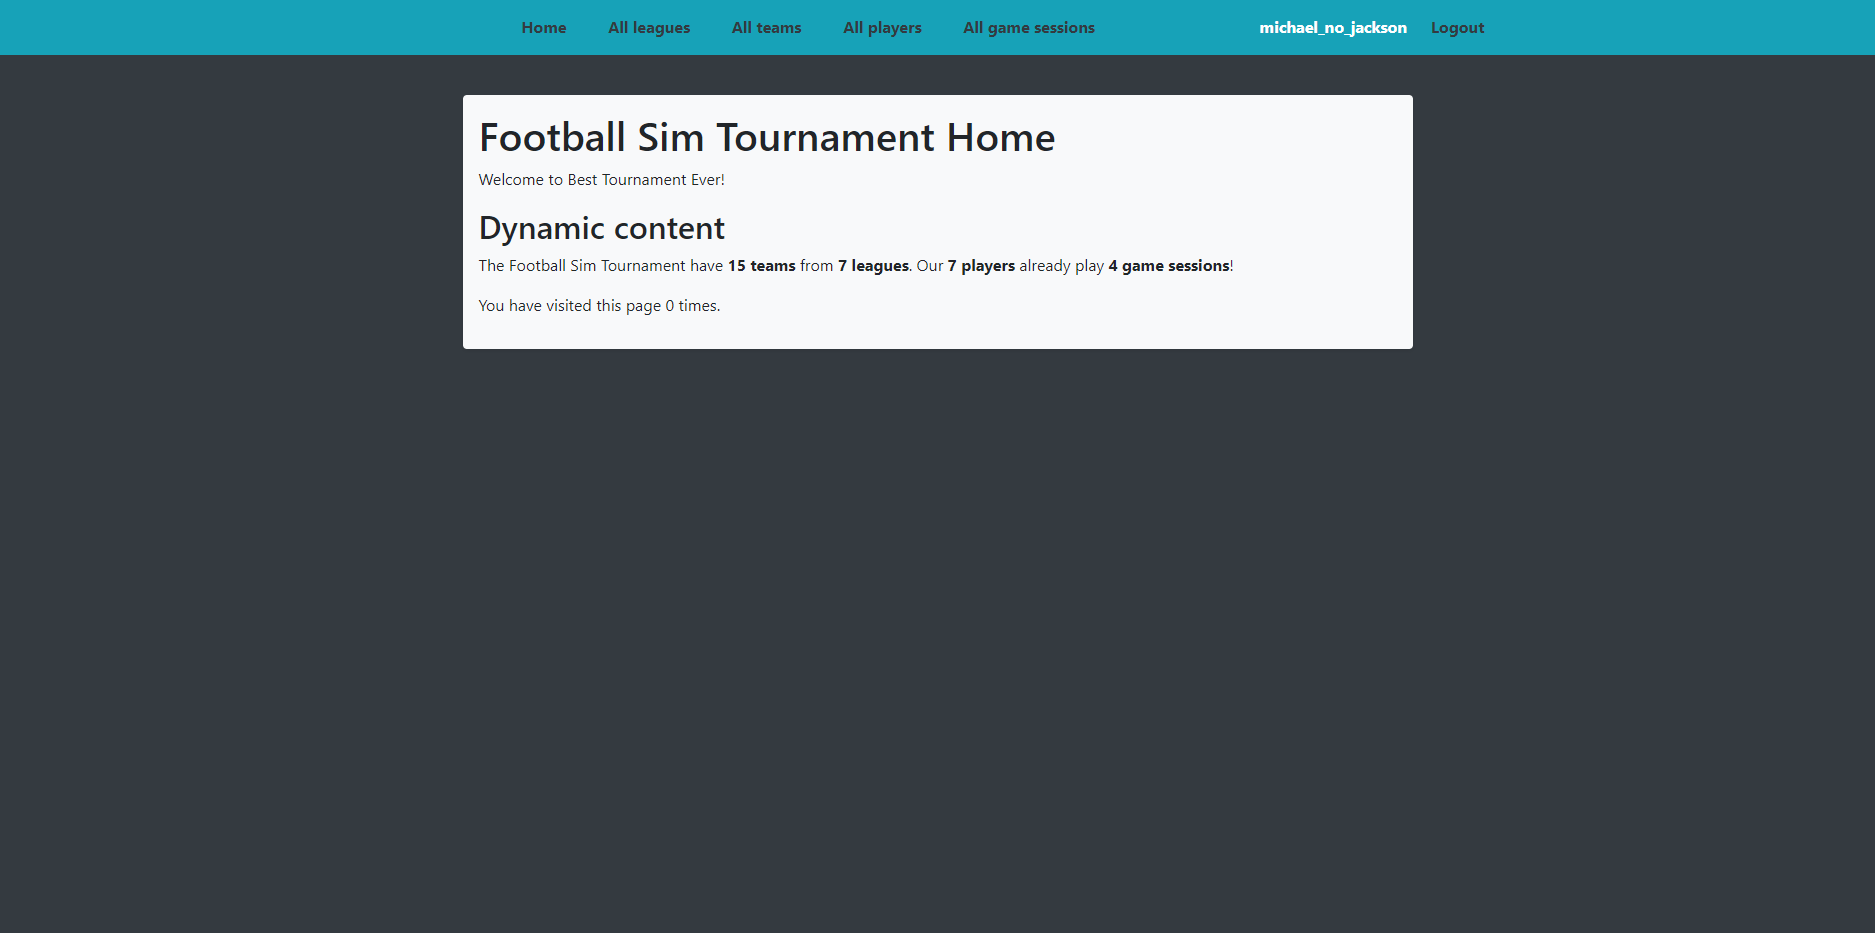 Home All leagues All teams All players All game sessions michael_no_jackson Logout
Football Sim Tournament Home
Welcome to Best Tournament Ever!
Dynamic content
The Football Sim Tournament have 15 teams from 7 leagues. Our 7 players already play 4 game sessions!
You have visited this page 0 times.